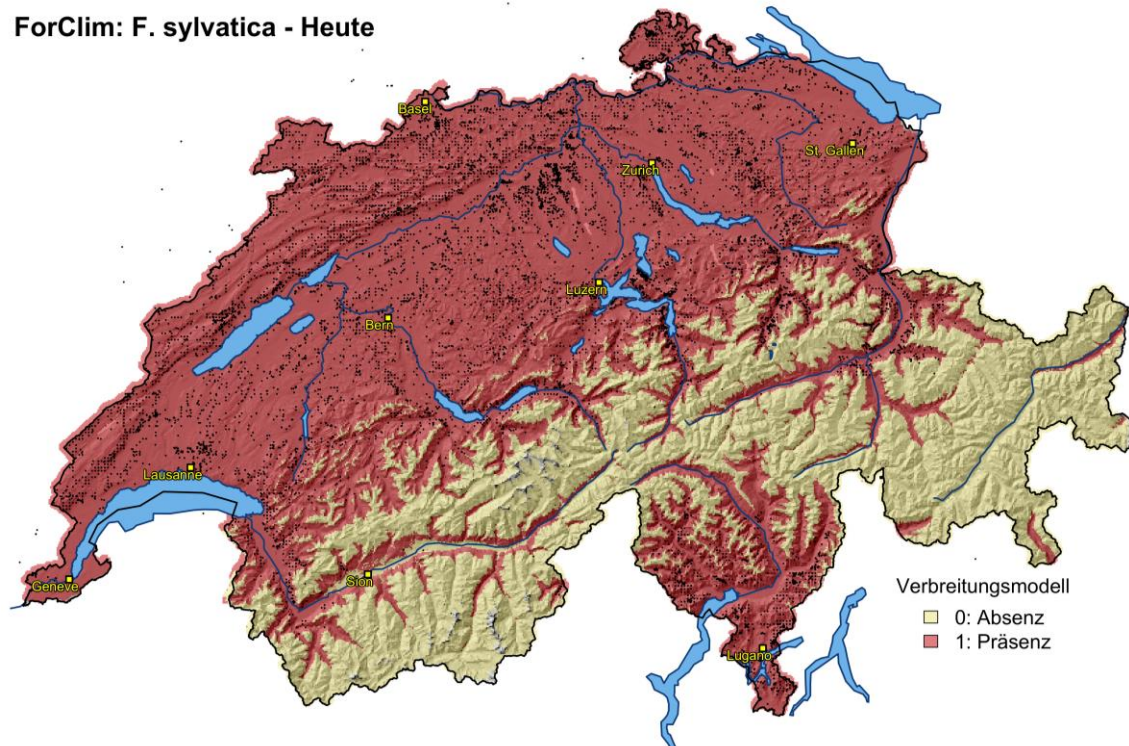 ForClim: F. sylvatica - Heute
Basel
St. Gallen
Zurich
Luzern
Bern
Lausanne
Sion
Geneve
Lugano
Verbreitungsmodell
0: Absenz
1: Präsenz